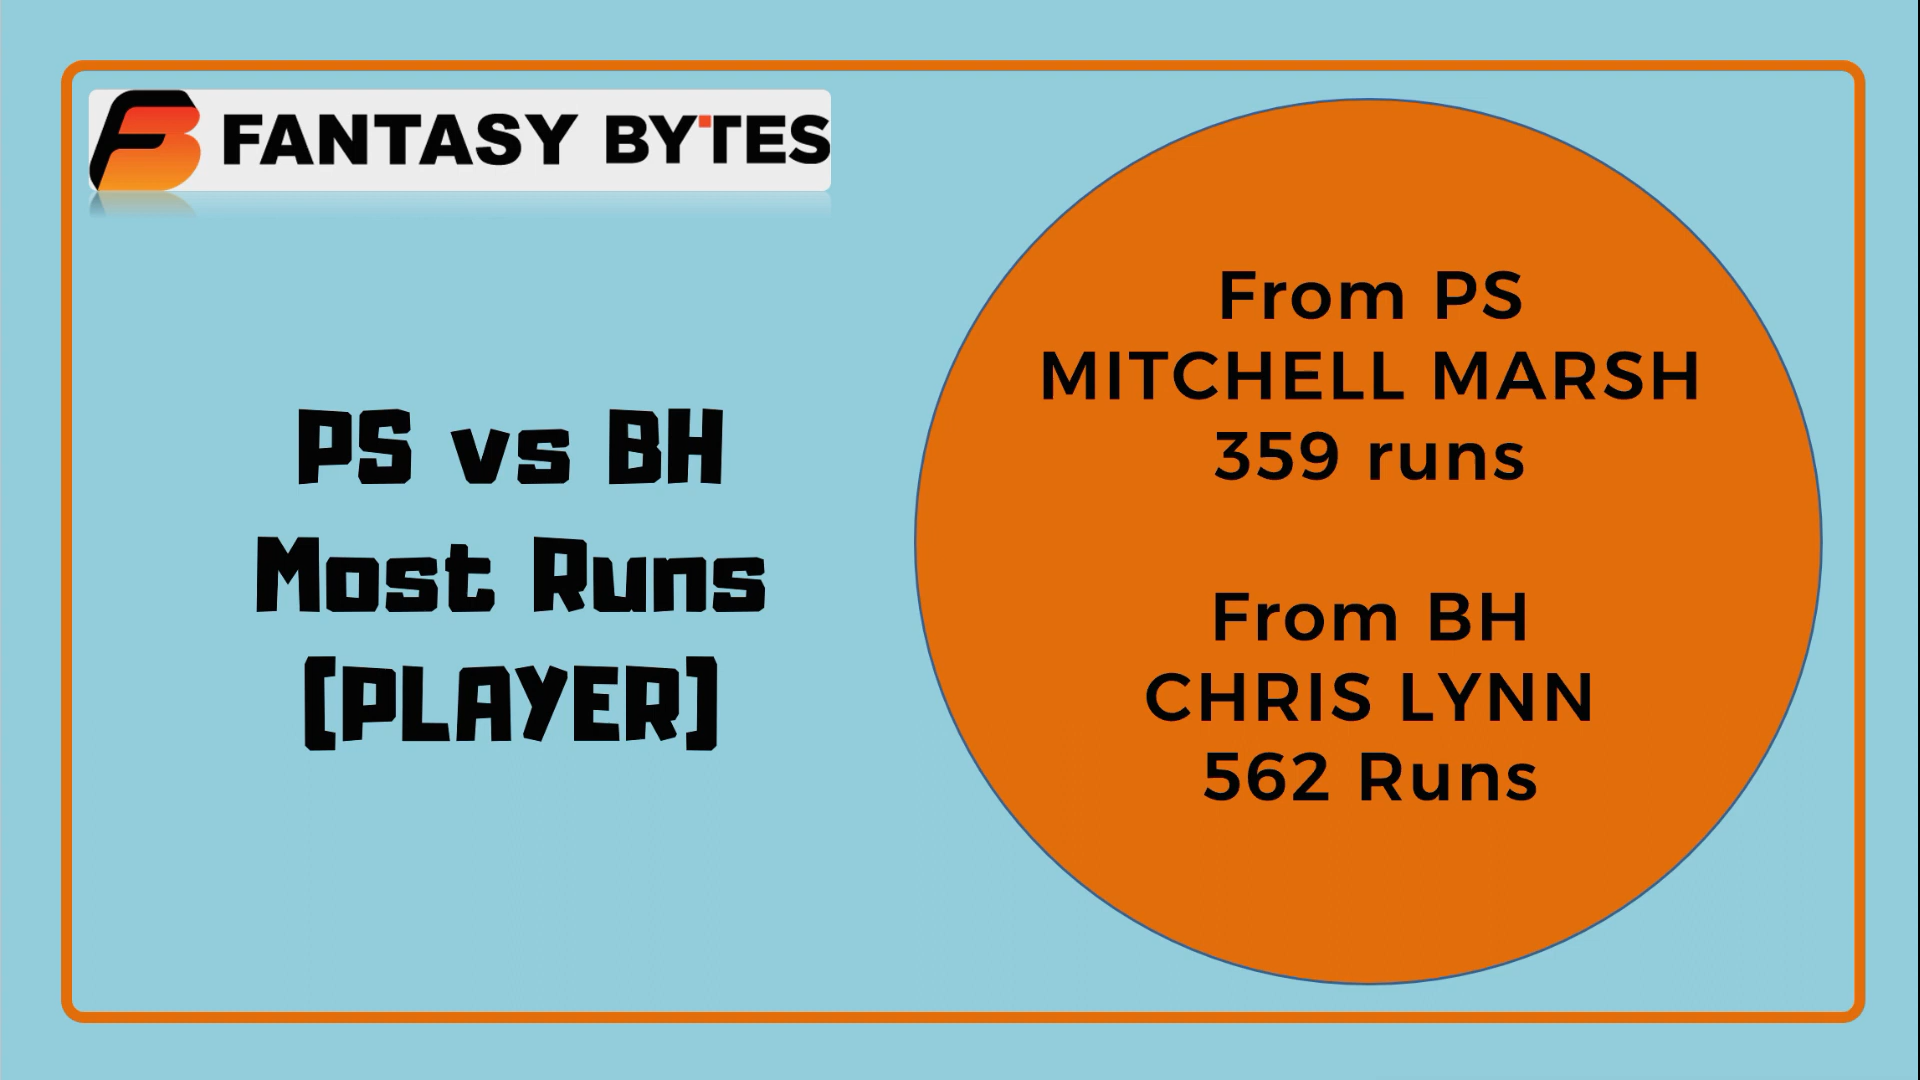 FANTASY BYTES
PS vs BH
Most Runs
[PLAYER]
From PS
MITCHELL MARSH
359 runs
From BH
CHRIS LYNN
562 Runs